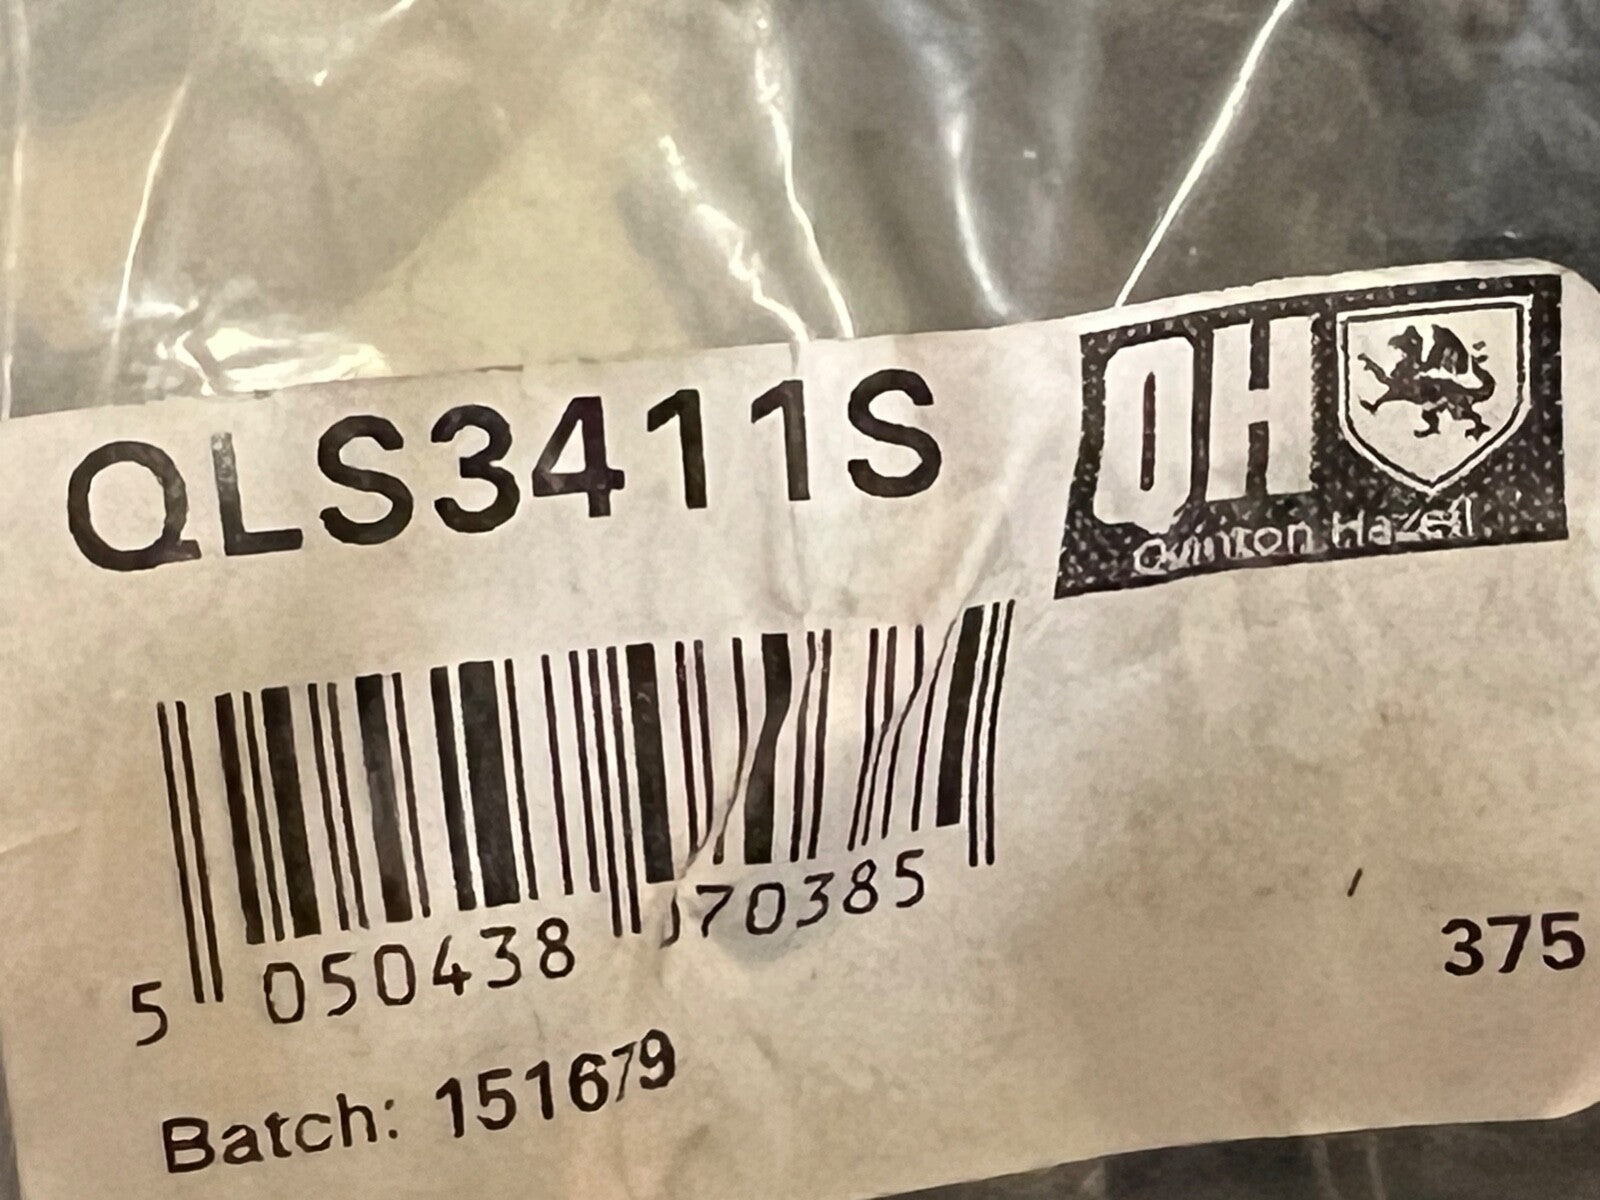 QLS3411S
QH
Quinton Hazell
5 050438 070385
375
Batch: 151679